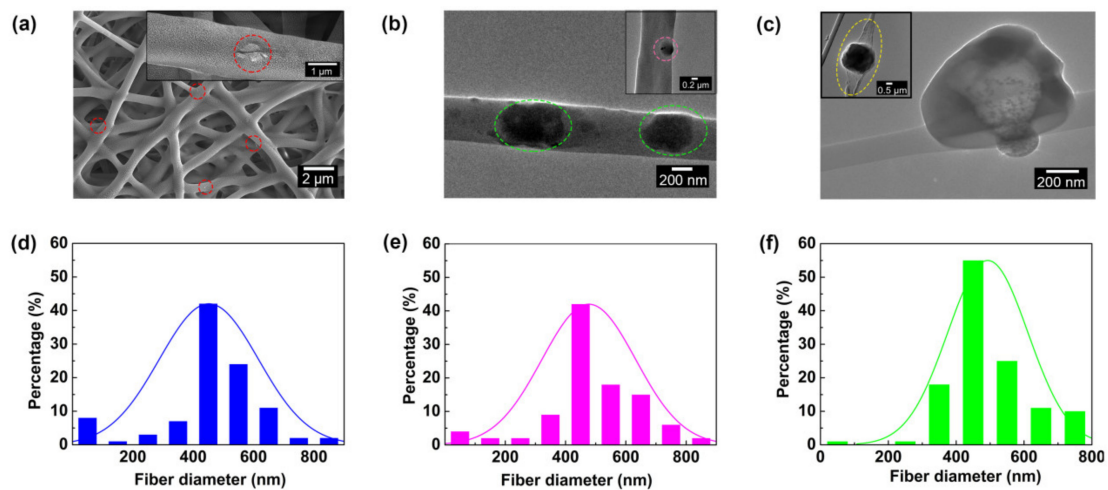 (a)
1 μm
2 μm
(b)
0.2 μm
200 nm
(c)
0.5 μm
200 nm
(d)
60
50
40
30
20
10
0
Percentage (%)
200 400 600 800
Fiber diameter (nm)
(e)
60
50
40
30
20
10
0
Percentage (%)
200 400 600 800
Fiber diameter (nm)
(f)
60
50
40
30
20
10
0
Percentage (%)
0 200 400 600 800
Fiber diameter (nm)